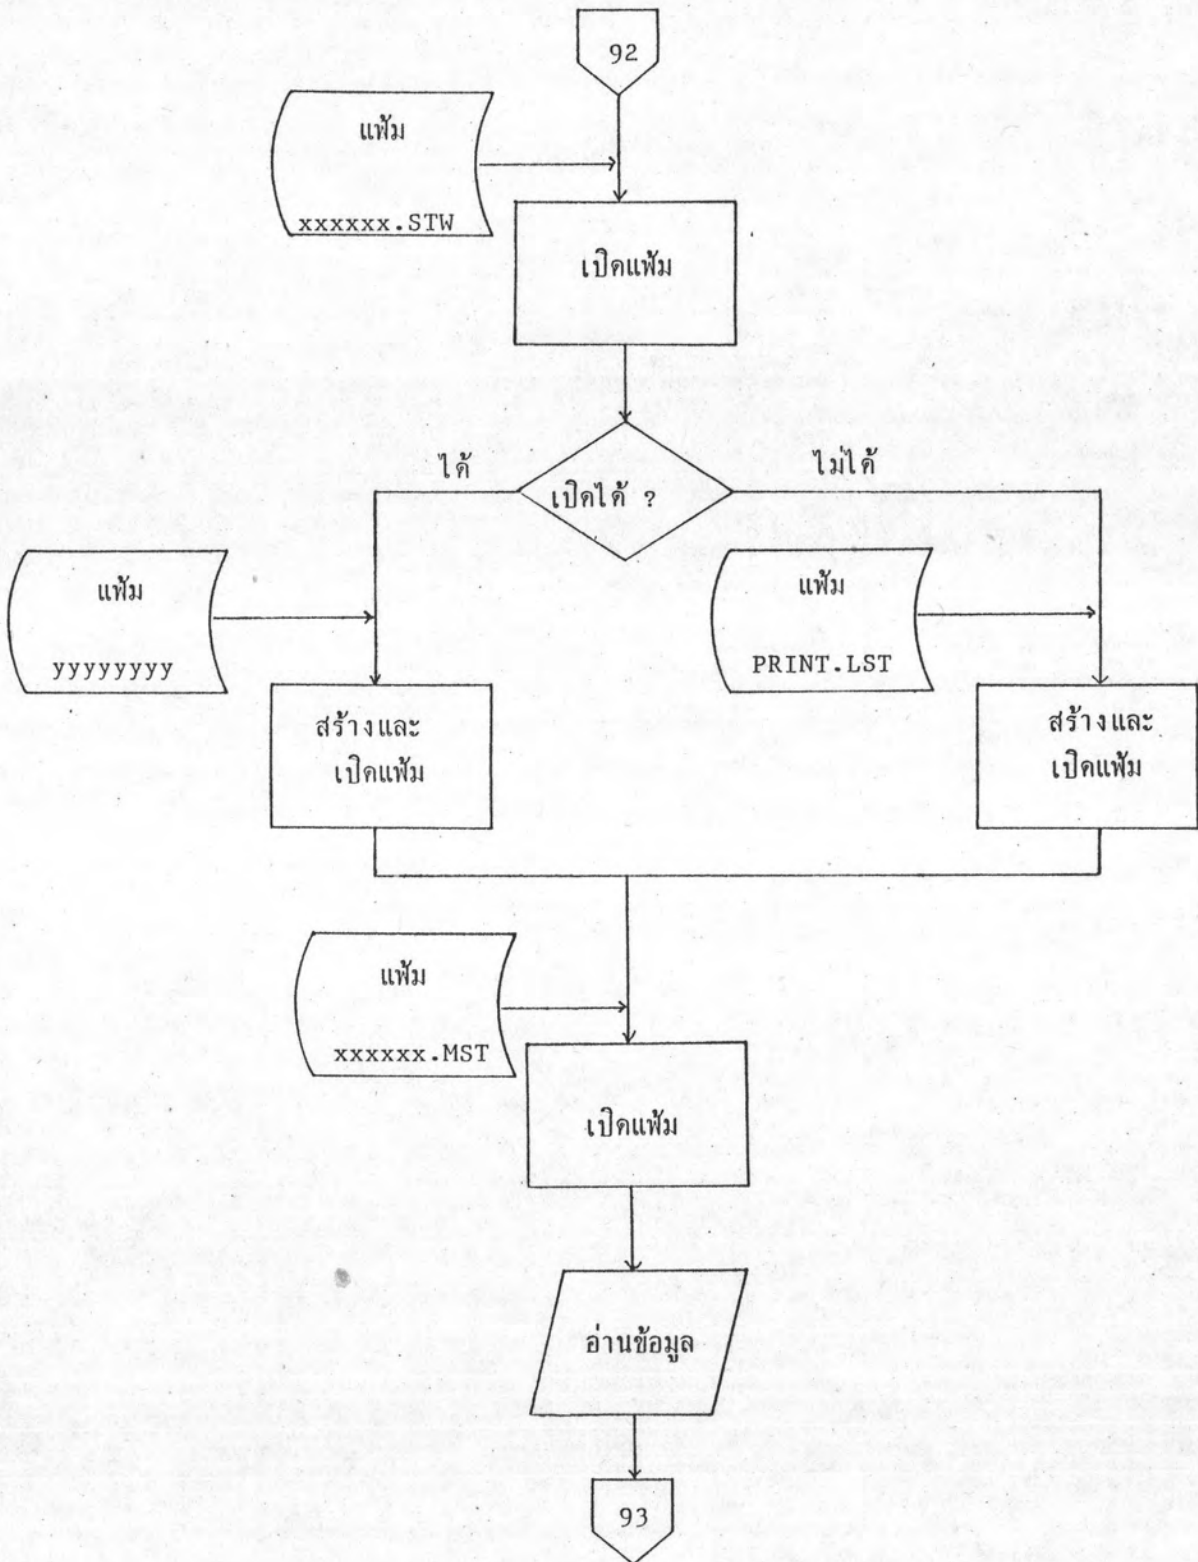 92
แฟ้ม
xxxxxx.STW
เปิดแฟ้ม
ได้
ไม่ได้
เปิดได้ ?
แฟ้ม
yyyyyyyy
แฟ้ม
PRINT.LST
สร้างและ
เปิดแฟ้ม
สร้างและ
เปิดแฟ้ม
แฟ้ม
xxxxxx.MST
เปิดแฟ้ม
อ่านข้อมูล
93